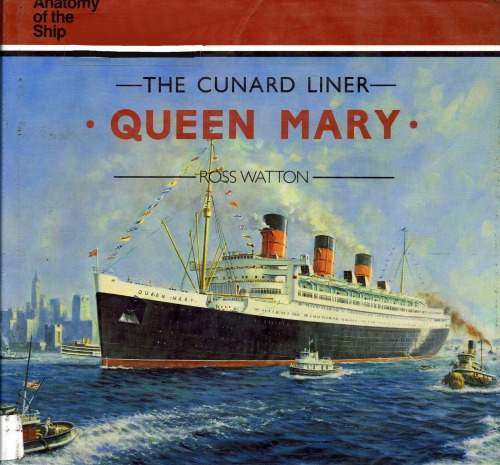 Anatomy
of the
Ship
—THE CUNARD LINER—
• QUEEN MARY •
ROSS WATTON
QUEEN MARY